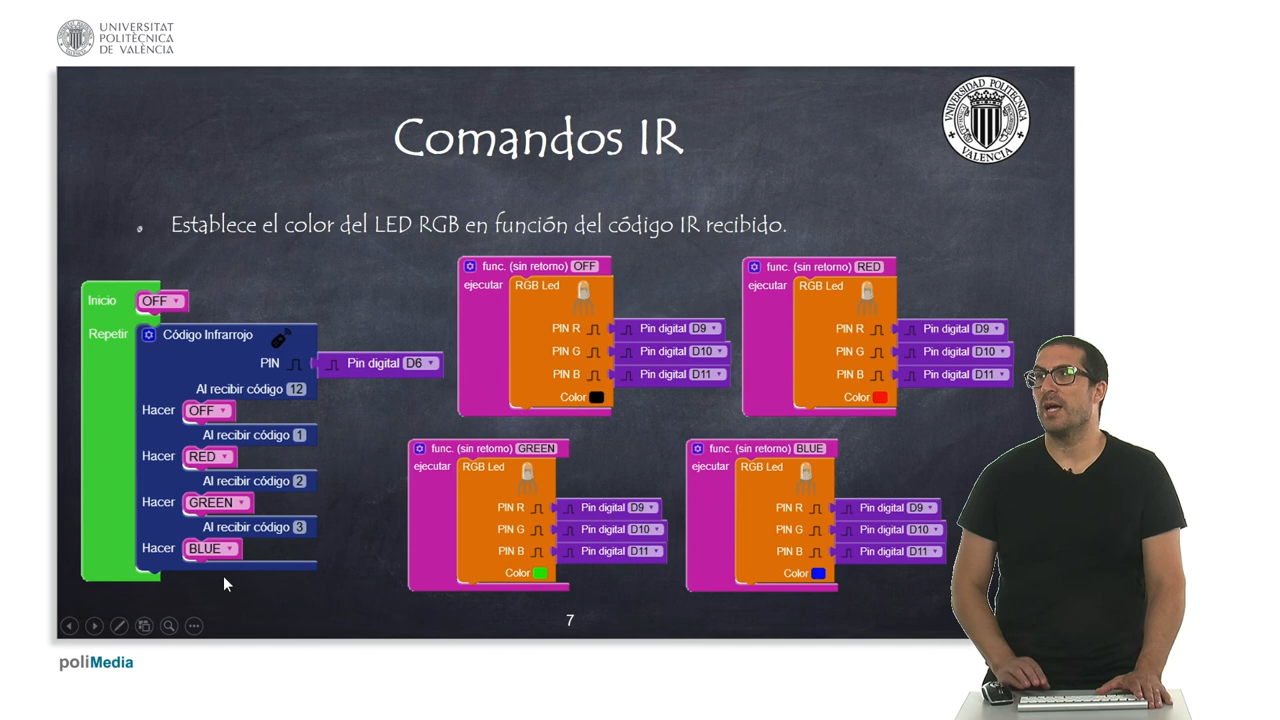 UNIVERSITAT
POLITÈCNICA
DE VALÈNCIA
UNIVERSIDAD POLITECNICA
VALENCIA
Comandos IR
Establece el color del LED RGB en función del código IR recibido.
Inicio OFF
Repetir Código Infrarrojo
PIN Pin digital D6
Al recibir código 12
Hacer OFF
Al recibir código 1
Hacer RED
Al recibir código 2
Hacer GREEN
Al recibir código 3
Hacer BLUE
func. (sin retorno) OFF
ejecutar RGB Led
PIN R Pin digital D9
PIN G Pin digital D10
PIN B Pin digital D11
Color
func. (sin retorno) RED
ejecutar RGB Led
PIN R Pin digital D9
PIN G Pin digital D10
PIN B Pin digital D11
Color
func. (sin retorno) GREEN
ejecutar RGB Led
PIN R Pin digital D9
PIN G Pin digital D10
PIN B Pin digital D11
Color
func. (sin retorno) BLUE
ejecutar RGB Led
PIN R Pin digital D9
PIN G Pin digital D10
PIN B Pin digital D11
Color
7
poliMedia